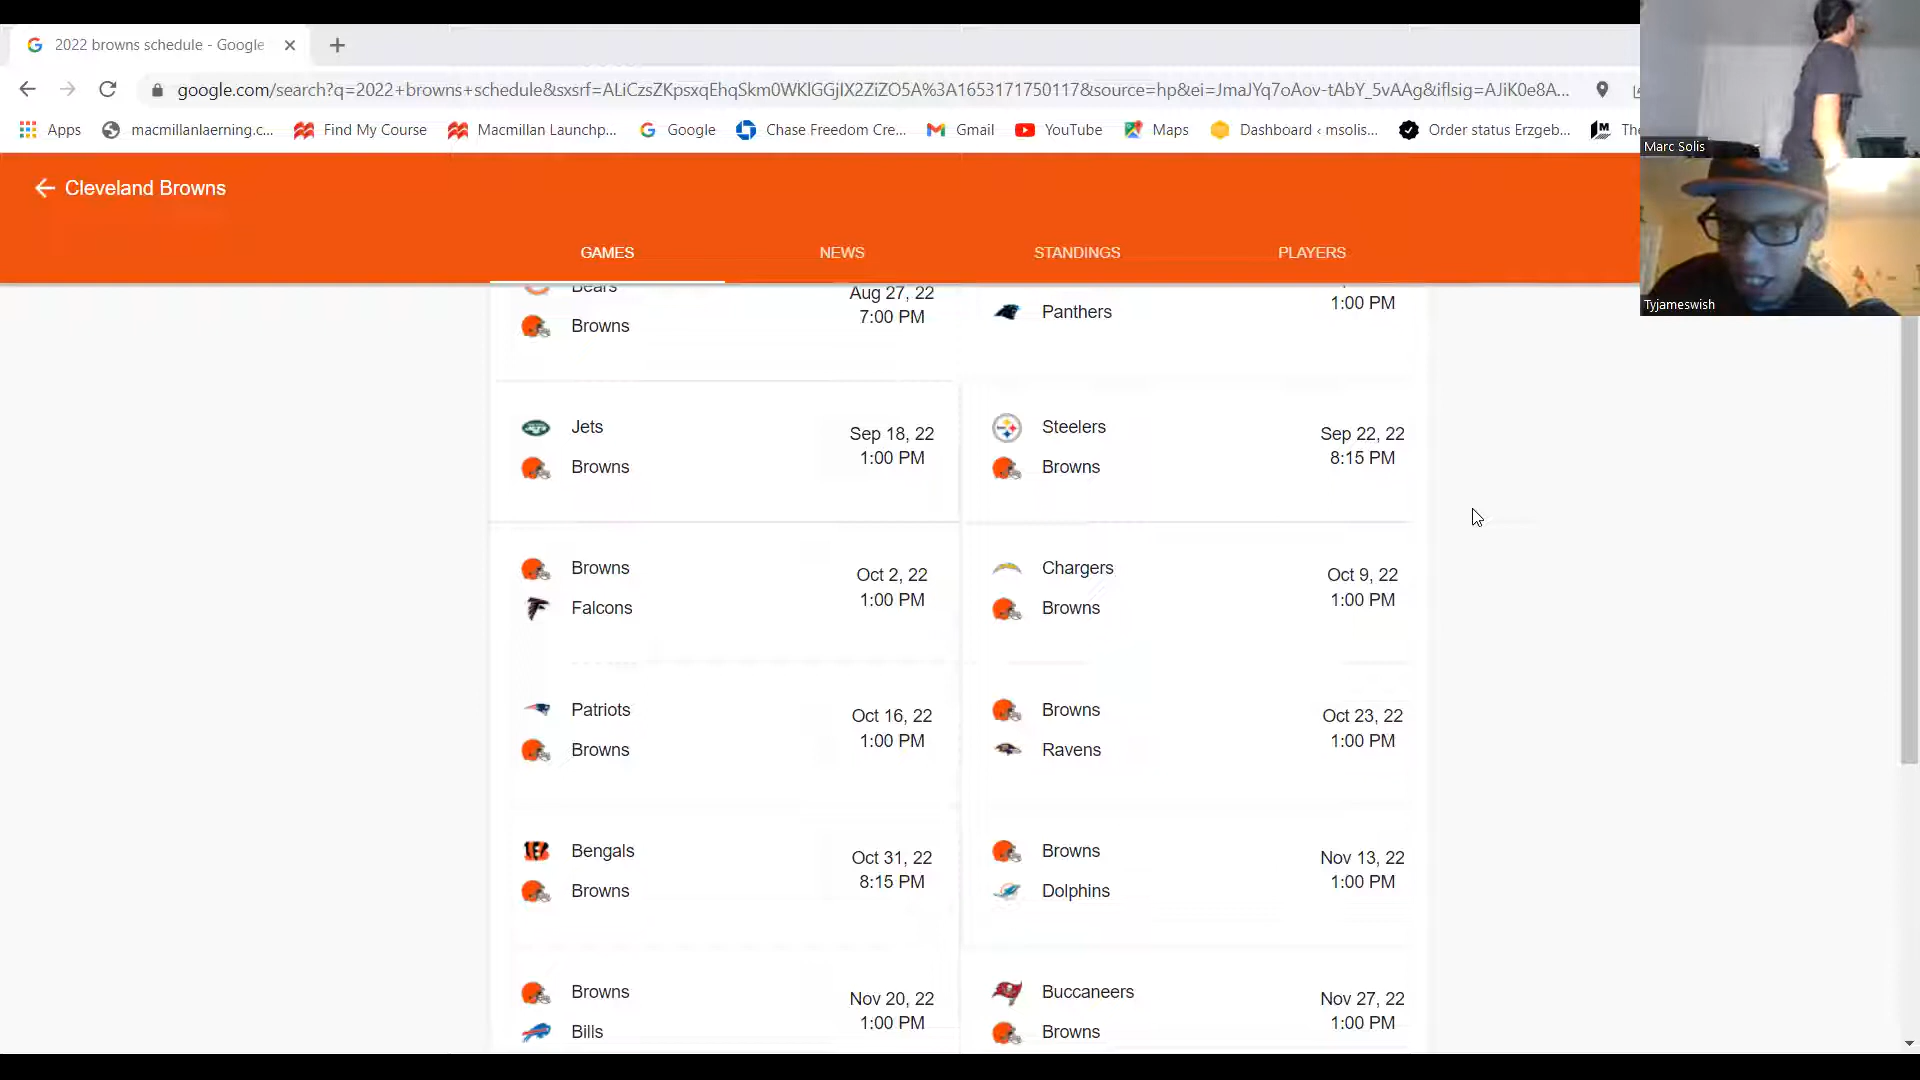 2022 browns schedule - Google
google.com/search?q=2022+browns+schedule&sxsrf=ALiCzsZKpsxqEhqSkm0WKlGGjIX2ZiZO5A%3A1653171750117&source=hp&ei=JmaJYq7oAov-tAbY_5vAAg&iflsig=AJiK0e8A...
Apps macmillanlaerning.c... Find My Course Macmillan Launchp... Google Chase Freedom Cre... Gmail YouTube Maps Dashboard ‹ msolis... Order status Erzgeb... The
Marc Solis
Cleveland Browns
GAMES NEWS STANDINGS PLAYERS
Tyjameswish
Bears
Browns
Aug 27, 22
7:00 PM
Panthers
1:00 PM
Jets
Browns
Sep 18, 22
1:00 PM
Steelers
Browns
Sep 22, 22
8:15 PM
Browns
Falcons
Oct 2, 22
1:00 PM
Chargers
Browns
Oct 9, 22
1:00 PM
Patriots
Browns
Oct 16, 22
1:00 PM
Browns
Ravens
Oct 23, 22
1:00 PM
Bengals
Browns
Oct 31, 22
8:15 PM
Browns
Dolphins
Nov 13, 22
1:00 PM
Browns
Bills
Nov 20, 22
1:00 PM
Buccaneers
Browns
Nov 27, 22
1:00 PM